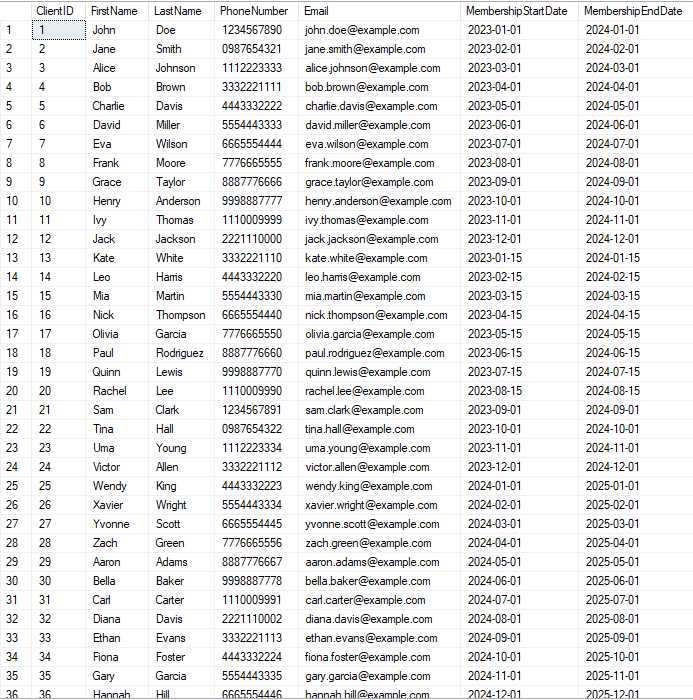 ClientID FirstName LastName PhoneNumber Email MembershipStartDate MembershipEndDate
1 1 John Doe 1234567890 john.doe@example.com 2023-01-01 2024-01-01
2 2 Jane Smith 0987654321 jane.smith@example.com 2023-02-01 2024-02-01
3 3 Alice Johnson 1112223333 alice.johnson@example.com 2023-03-01 2024-03-01
4 4 Bob Brown 3332221111 bob.brown@example.com 2023-04-01 2024-04-01
5 5 Charlie Davis 4443332222 charlie.davis@example.com 2023-05-01 2024-05-01
6 6 David Miller 5554443333 david.miller@example.com 2023-06-01 2024-06-01
7 7 Eva Wilson 6665554444 eva.wilson@example.com 2023-07-01 2024-07-01
8 8 Frank Moore 7776665555 frank.moore@example.com 2023-08-01 2024-08-01
9 9 Grace Taylor 8887776666 grace.taylor@example.com 2023-09-01 2024-09-01
10 10 Henry Anderson 9998887777 henry.anderson@example.com 2023-10-01 2024-10-01
11 11 Ivy Thomas 1110009999 ivy.thomas@example.com 2023-11-01 2024-11-01
12 12 Jack Jackson 2221110000 jack.jackson@example.com 2023-12-01 2024-12-01
13 13 Kate White 3332221110 kate.white@example.com 2023-01-15 2024-01-15
14 14 Leo Harris 4443332220 leo.harris@example.com 2023-02-15 2024-02-15
15 15 Mia Martin 5554443330 mia.martin@example.com 2023-03-15 2024-03-15
16 16 Nick Thompson 6665554440 nick.thompson@example.com 2023-04-15 2024-04-15
17 17 Olivia Garcia 7776665550 olivia.garcia@example.com 2023-05-15 2024-05-15
18 18 Paul Rodriguez 8887776660 paul.rodriguez@example.com 2023-06-15 2024-06-15
19 19 Quinn Lewis 9998887770 quinn.lewis@example.com 2023-07-15 2024-07-15
20 20 Rachel Lee 1110009990 rachel.lee@example.com 2023-08-15 2024-08-15
21 21 Sam Clark 1234567891 sam.clark@example.com 2023-09-01 2024-09-01
22 22 Tina Hall 0987654322 tina.hall@example.com 2023-10-01 2024-10-01
23 23 Uma Young 1112223334 uma.young@example.com 2023-11-01 2024-11-01
24 24 Victor Allen 3332221112 victor.allen@example.com 2023-12-01 2024-12-01
25 25 Wendy King 4443332223 wendy.king@example.com 2024-01-01 2025-01-01
26 26 Xavier Wright 5554443334 xavier.wright@example.com 2024-02-01 2025-02-01
27 27 Yvonne Scott 6665554445 yvonne.scott@example.com 2024-03-01 2025-03-01
28 28 Zach Green 7776665556 zach.green@example.com 2024-04-01 2025-04-01
29 29 Aaron Adams 8887776667 aaron.adams@example.com 2024-05-01 2025-05-01
30 30 Bella Baker 9998887778 bella.baker@example.com 2024-06-01 2025-06-01
31 31 Carl Carter 1110009991 carl.carter@example.com 2024-07-01 2025-07-01
32 32 Diana Davis 2221110002 diana.davis@example.com 2024-08-01 2025-08-01
33 33 Ethan Evans 3332221113 ethan.evans@example.com 2024-09-01 2025-09-01
34 34 Fiona Foster 4443332224 fiona.foster@example.com 2024-10-01 2025-10-01
35 35 Gary Garcia 5554443335 gary.garcia@example.com 2024-11-01 2025-11-01
36 36 Hannah Hill 6665554446 hannah.hill@example.com 2024-12-01 2025-12-01